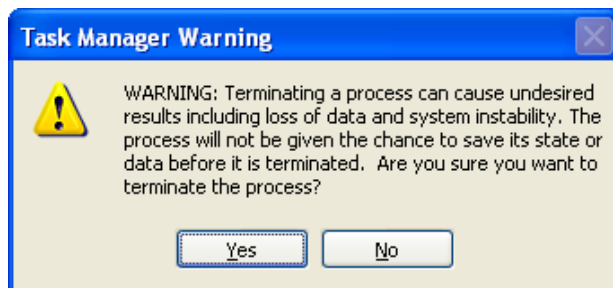 Task Manager Warning
WARNING: Terminating a process can cause undesired
results including loss of data and system instability. The
process will not be given the chance to save its state or
data before it is terminated.  Are you sure you want to
terminate the process?
Yes
No